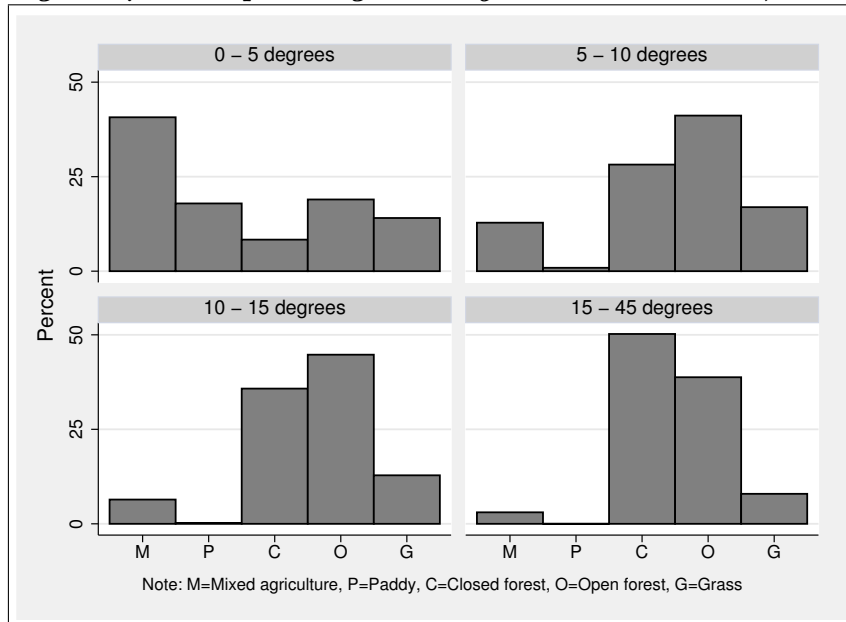 0 – 5 degrees
5 – 10 degrees
50
25
0
Percent
10 – 15 degrees
15 – 45 degrees
50
25
0
M P C O G
M P C O G
Note: M=Mixed agriculture, P=Paddy, C=Closed forest, O=Open forest, G=Grass